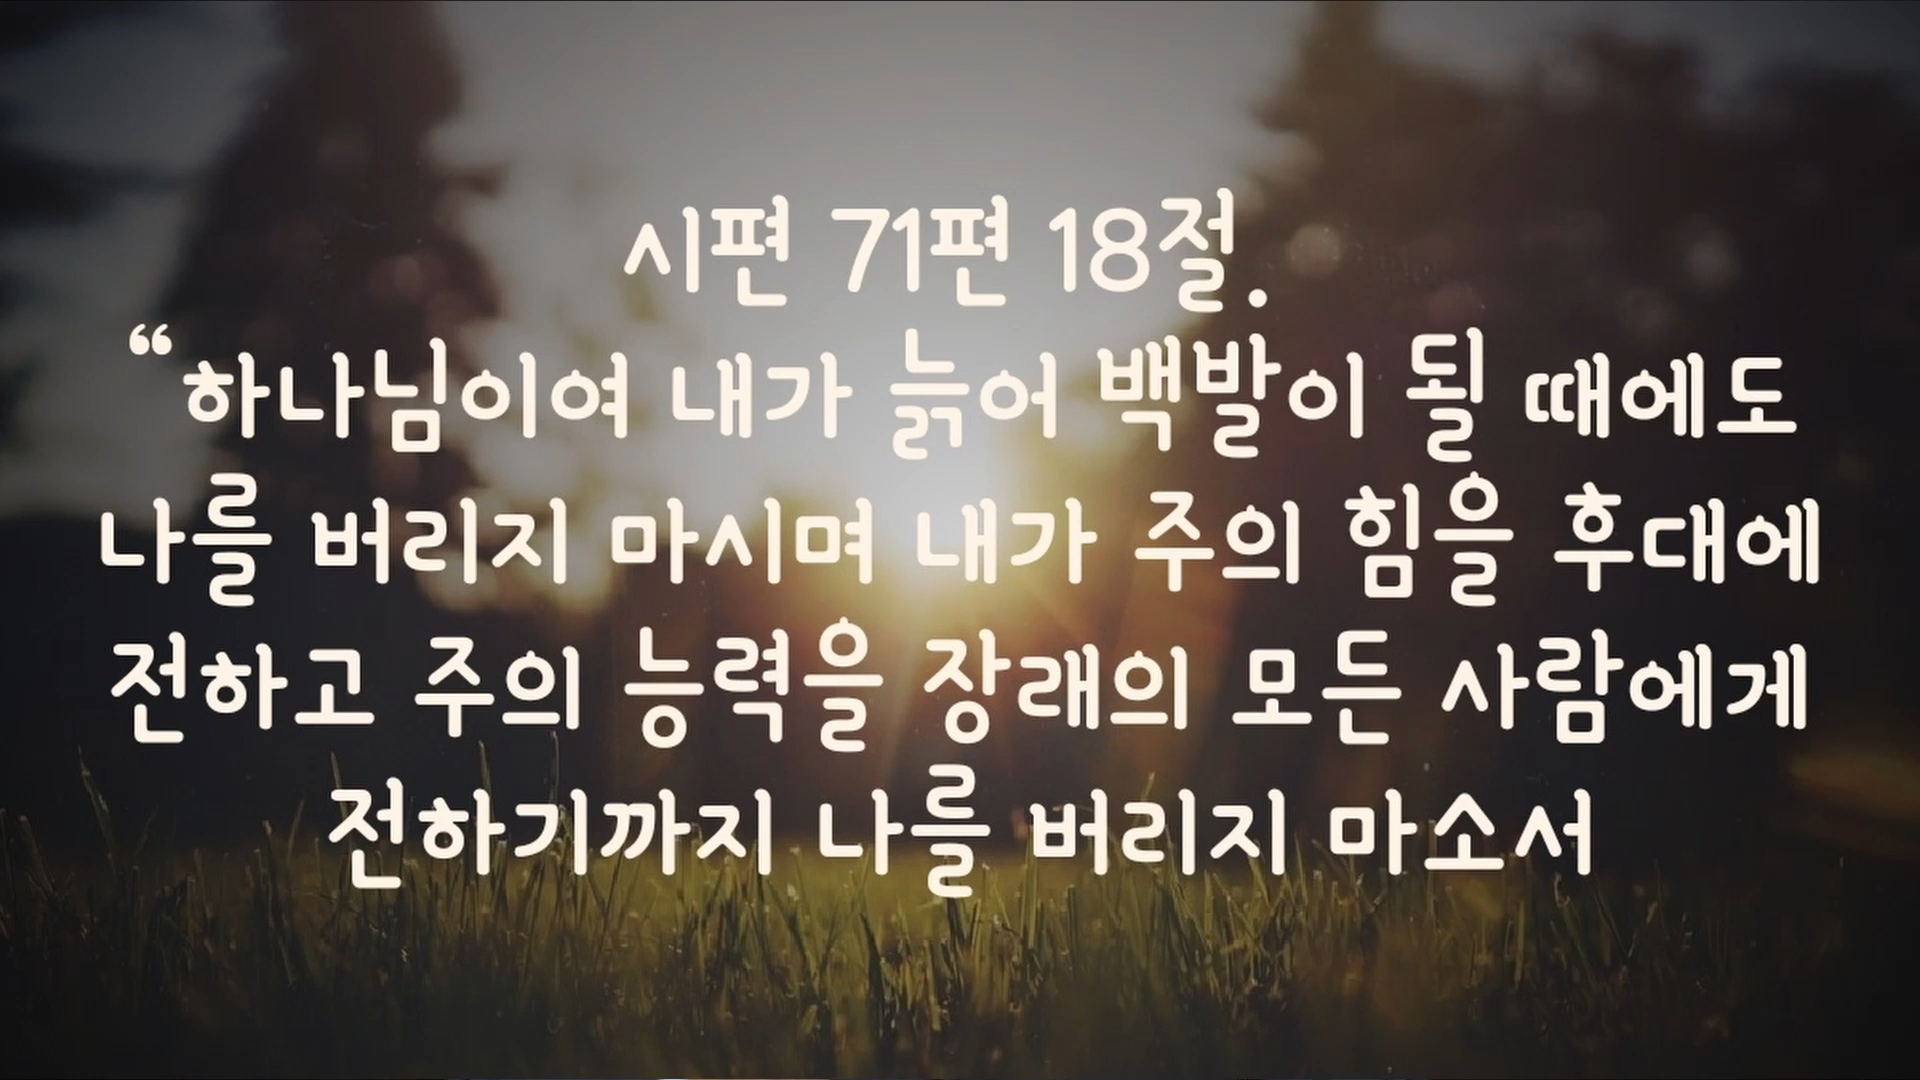 시편 71편 18절.
“하나님이여 내가 늙어 백발이 될 때에도
나를 버리지 마시며 내가 주의 힘을 후대에
전하고 주의 능력을 장래의 모든 사람에게
전하기까지 나를 버리지 마소서